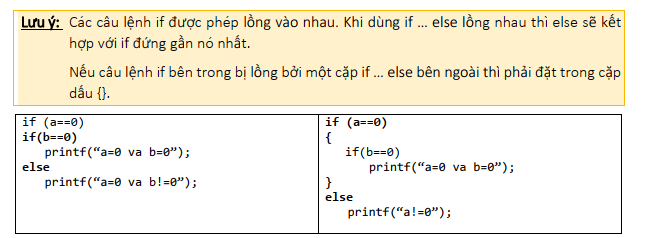 Lưu ý: Các câu lệnh if được phép lồng vào nhau. Khi dùng if … else lồng nhau thì else sẽ kết
hợp với if đứng gần nó nhất.
Nếu câu lệnh if bên trong bị lồng bởi một cặp if … else bên ngoài thì phải đặt trong cặp
dấu {}.
if (a==0)
if(b==0)
printf(“a=0 va b=0”);
else
printf(“a=0 va b!=0”);
if (a==0)
{
if(b==0)
printf(“a=0 va b=0”);
}
else
printf(“a!=0”);